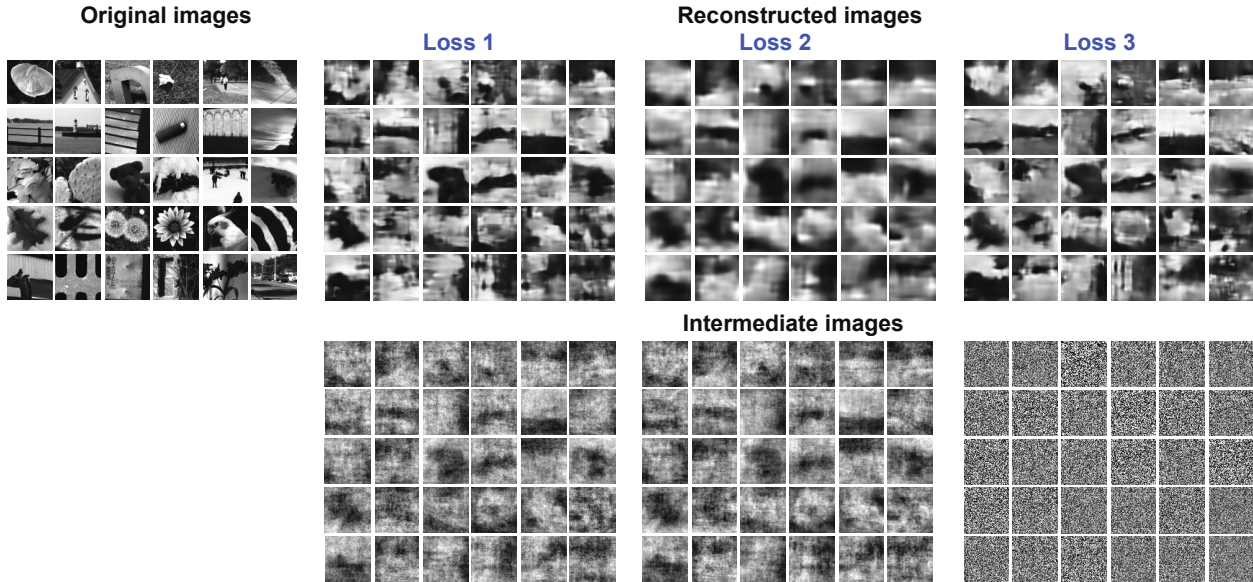 Original images
Reconstructed images
Loss 1
Loss 2
Loss 3
Intermediate images